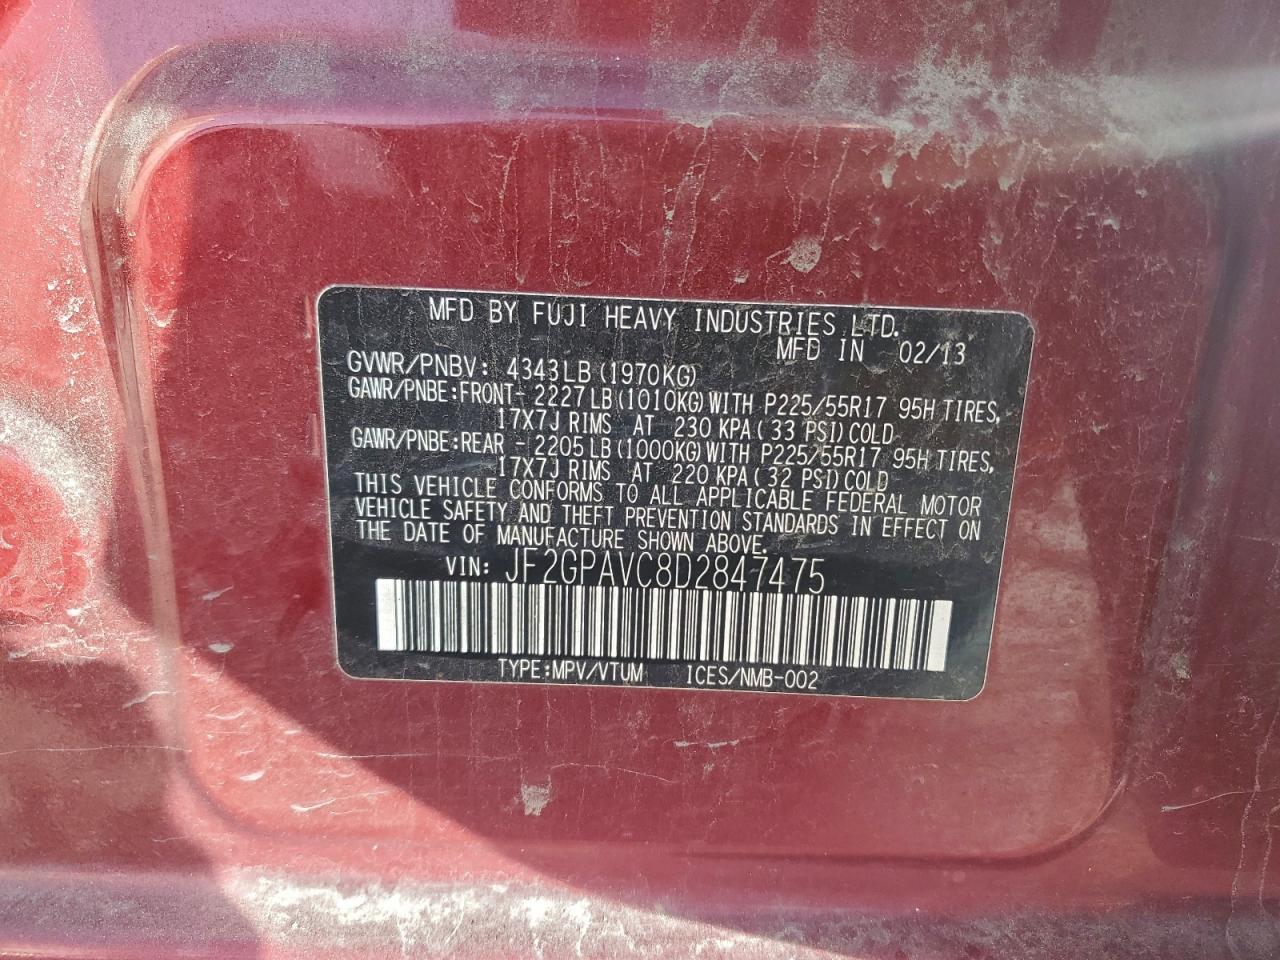 MFD BY FUJI HEAVY INDUSTRIES LTD.
MFD IN 02/13
GVWR/PNBV: 4343LB (1970KG)
GAWR/PNBE:FRONT- 2227 LB (1010KG) WITH P225/55R17 95H TIRES,
17X7J RIMS AT 230 KPA (33 PSI) COLD
GAWR/PNBE:REAR - 2205 LB (1000KG) WITH P225/55R17 95H TIRES,
17X7J RIMS AT 220 KPA (32 PSI) COLD
THIS VEHICLE CONFORMS TO ALL APPLICABLE FEDERAL MOTOR
VEHICLE SAFETY AND THEFT PREVENTION STANDARDS IN EFFECT ON
THE DATE OF MANUFACTURE SHOWN ABOVE.
VIN: JF2GPAVC8D2847475
TYPE:MPV/VTUM ICES/NMB-002